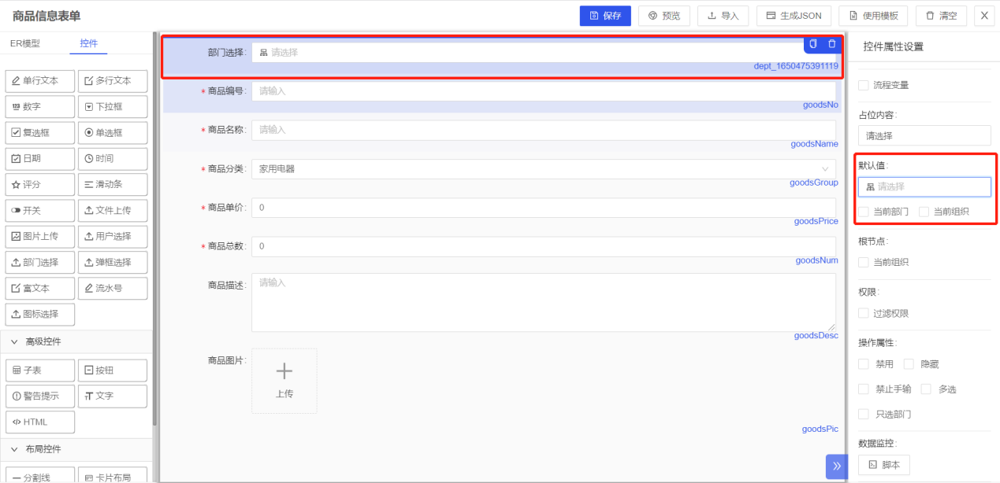 商品信息表单
保存 预览 导入 生成JSON 使用模板 清空 X
ER模型 控件
单行文本 多行文本
数字 下拉框
复选框 单选框
日期 时间
评分 滑动条
开关 文件上传
图片上传 用户选择
部门选择 弹框选择
富文本 流水号
图标选择
高级控件
子表 按钮
警告提示 文字
HTML
布局控件
分割线 卡片布局
部门选择: 请选择
dept_1650475391119
* 商品编号: 请输入
goodsNo
* 商品名称: 请输入
goodsName
* 商品分类: 家用电器
goodsGroup
* 商品单价: 0
goodsPrice
* 商品总数: 0
goodsNum
商品描述: 请输入
goodsDesc
商品图片:
上传
goodsPic
控件属性设置
流程变量
占位内容:
请选择
默认值:
请选择
当前部门 当前组织
根节点:
当前组织
权限:
过滤权限
操作属性:
禁用 隐藏
禁止手输 多选
只选部门
数据监控:
脚本